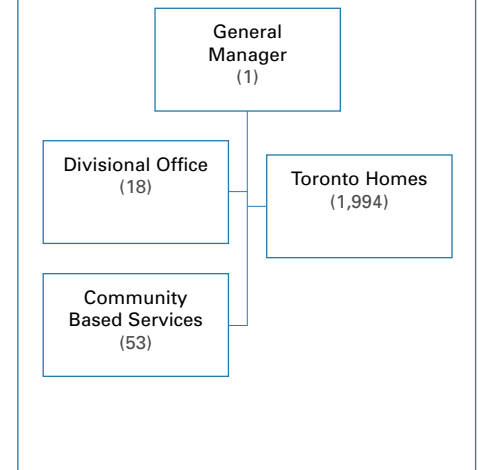 General
Manager
(1)
Divisional Office
(18)
Toronto Homes
(1,994)
Community
Based Services
(53)